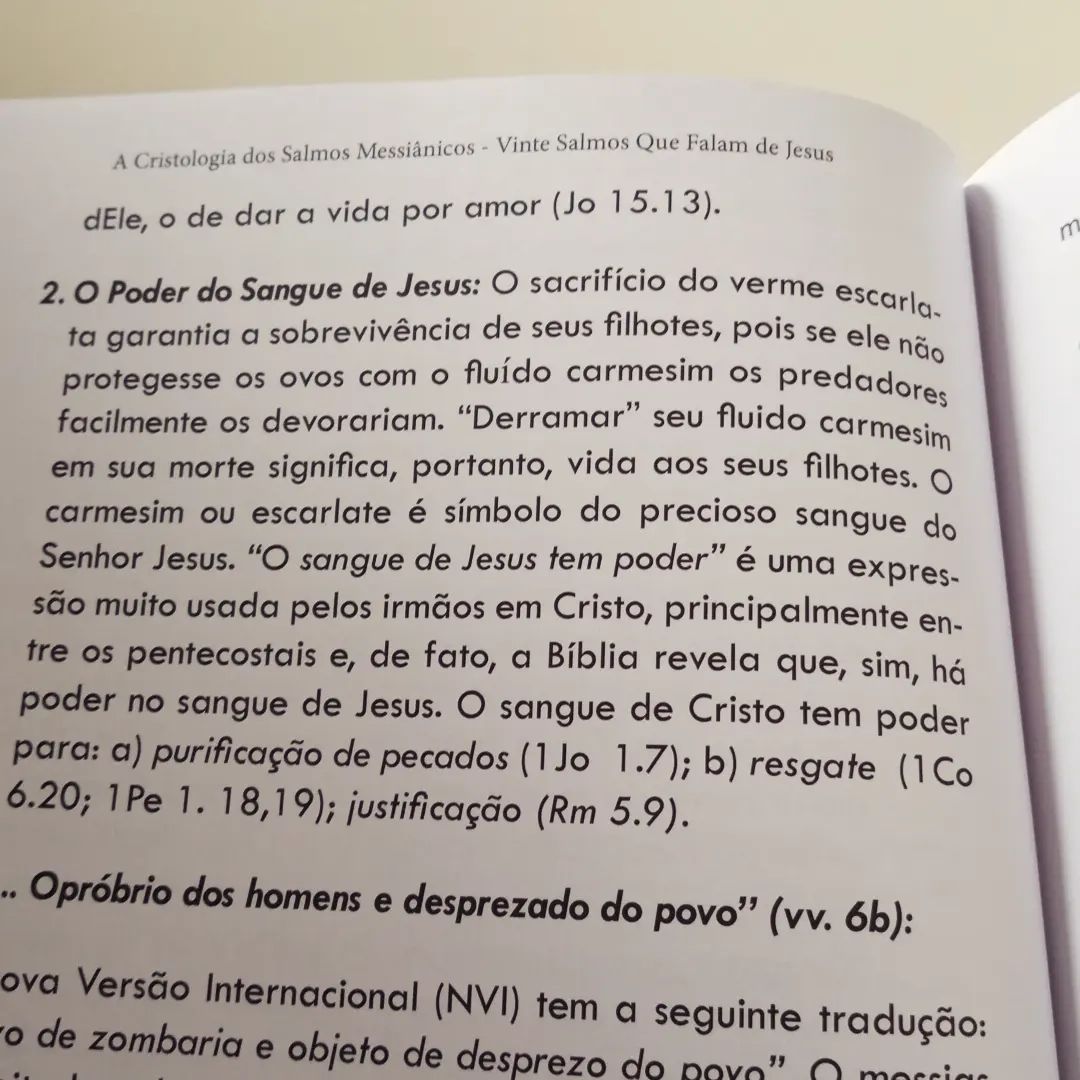 A Cristologia dos Salmos Messiânicos - Vinte Salmos Que Falam de Jesus
dEle, o de dar a vida por amor (Jo 15.13).
2. O Poder do Sangue de Jesus: O sacrifício do verme escarla-
ta garantia a sobrevivência de seus filhotes, pois se ele não
protegesse os ovos com o fluído carmesim os predadores
facilmente os devorariam. “Derramar” seu fluido carmesim
em sua morte significa, portanto, vida aos seus filhotes. O
carmesim ou escarlate é símbolo do precioso sangue do
Senhor Jesus. “O sangue de Jesus tem poder” é uma expres-
são muito usada pelos irmãos em Cristo, principalmente en-
tre os pentecostais e, de fato, a Bíblia revela que, sim, há
poder no sangue de Jesus. O sangue de Cristo tem poder
para: a) purificação de pecados (1Jo 1.7); b) resgate (1Co
6.20; 1Pe 1. 18,19); justificação (Rm 5.9).
.. Opróbrio dos homens e desprezado do povo” (vv. 6b):
ova Versão Internacional (NVI) tem a seguinte tradução:
o de zombaria e objeto de desprezo do povo”. O messias